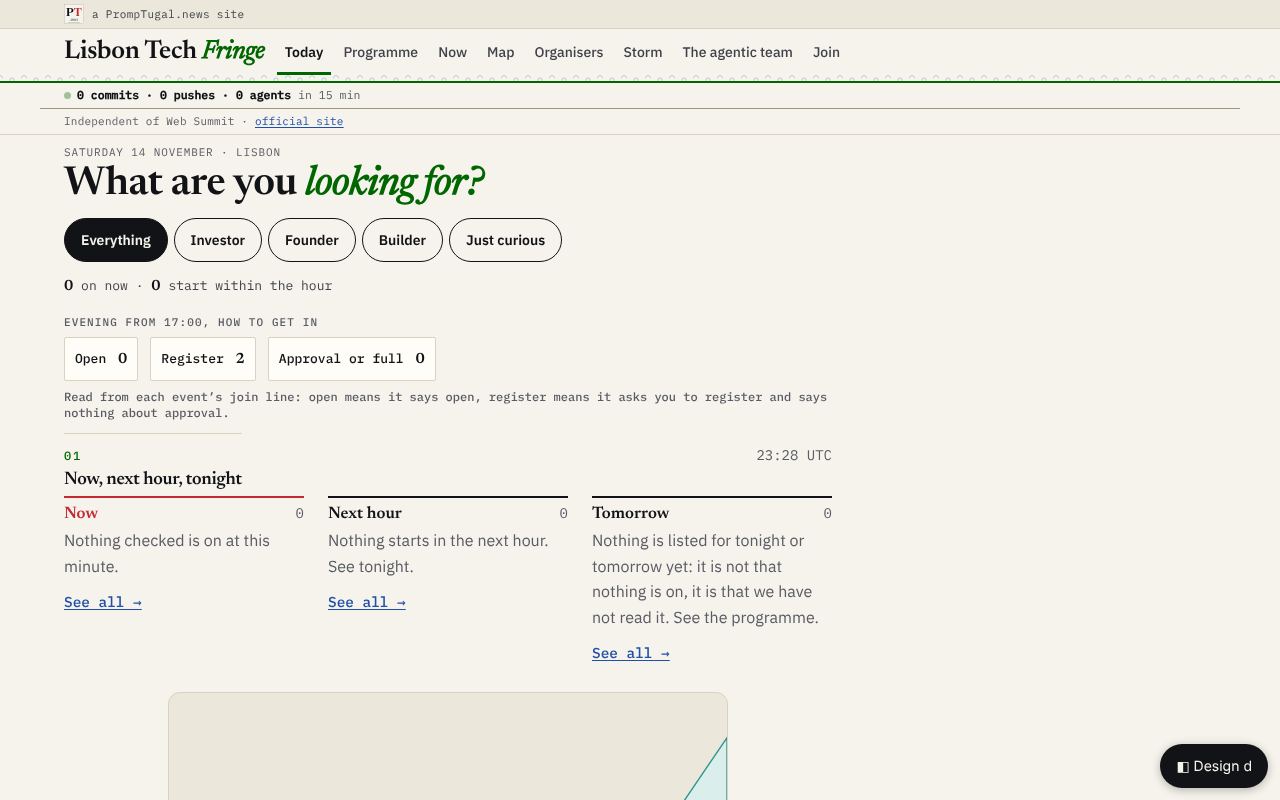 PT
a PrompTugal.news site
Lisbon Tech Fringe
Today
Programme
Now
Map
Organisers
Storm
The agentic team
Join
0 commits · 0 pushes · 0 agents in 15 min
Independent of Web Summit · official site
SATURDAY 14 NOVEMBER · LISBON
What are you looking for?
Everything
Investor
Founder
Builder
Just curious
0 on now · 0 start within the hour
EVENING FROM 17:00, HOW TO GET IN
Open 0
Register 2
Approval or full 0
Read from each event’s join line: open means it says open, register means it asks you to register and says
nothing about approval.
01
23:28 UTC
Now, next hour, tonight
Now 0
Nothing checked is on at this
minute.
See all →
Next hour 0
Nothing starts in the next hour.
See tonight.
See all →
Tomorrow 0
Nothing is listed for tonight or
tomorrow yet: it is not that
nothing is on, it is that we have
not read it. See the programme.
See all →
Design d